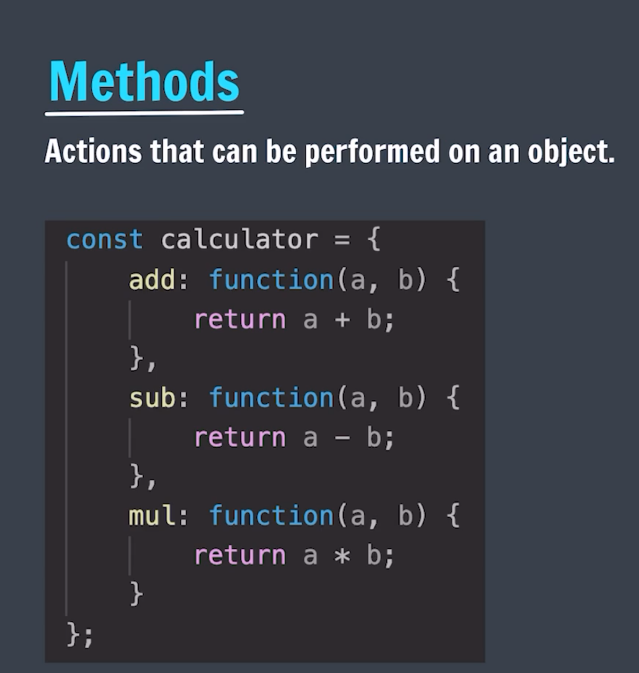 Methods
Actions that can be performed on an object.
const calculator = {
    add: function(a, b) {
        return a + b;
    },
    sub: function(a, b) {
        return a - b;
    },
    mul: function(a, b) {
        return a * b;
    }
};